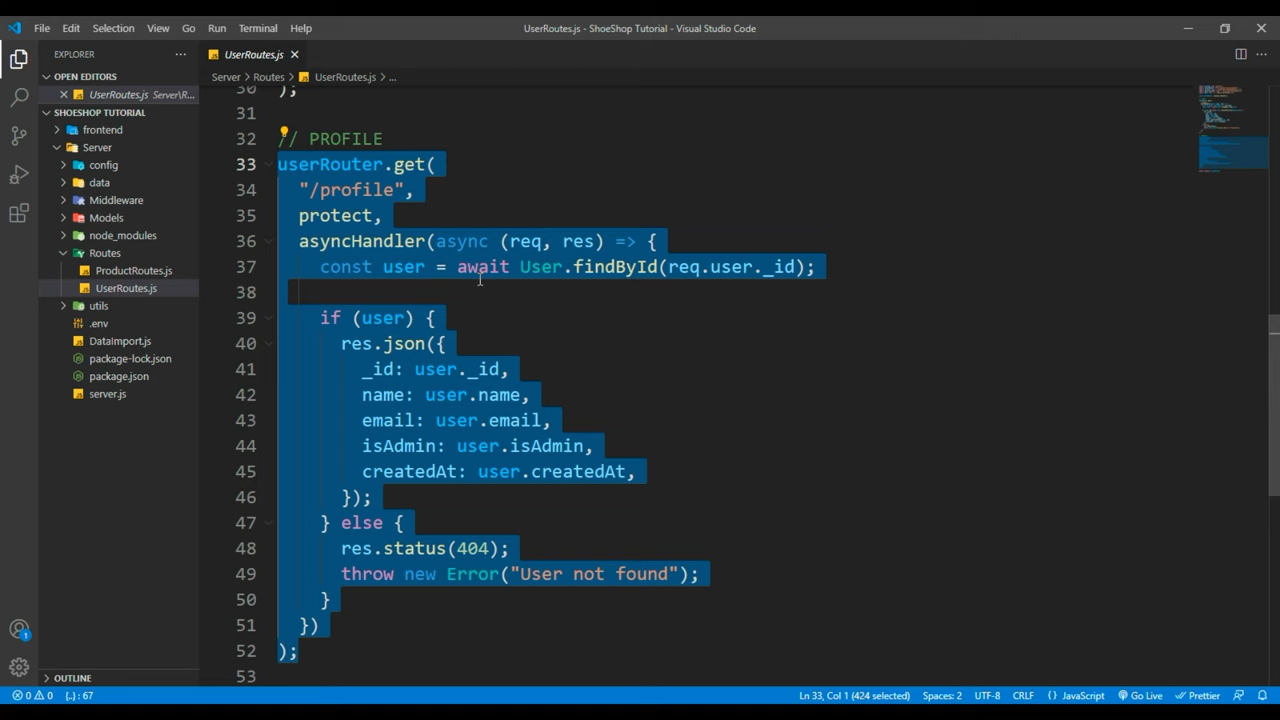 File Edit Selection View Go Run Terminal Help
UserRoutes.js - ShoeShop Tutorial - Visual Studio Code
EXPLORER
OPEN EDITORS
UserRoutes.js Server\R...
SHOESHOP TUTORIAL
frontend
Server
config
data
Middleware
Models
node_modules
Routes
ProductRoutes.js
UserRoutes.js
utils
.env
DataImport.js
package-lock.json
package.json
server.js
OUTLINE
UserRoutes.js
Server > Routes > UserRoutes.js > ...
30 );
31
32 // PROFILE
33 userRouter.get(
34 "/profile",
35 protect,
36 asyncHandler(async (req, res) => {
37 const user = await User.findById(req.user._id);
38
39 if (user) {
40 res.json({
41 _id: user._id,
42 name: user.name,
43 email: user.email,
44 isAdmin: user.isAdmin,
45 createdAt: user.createdAt,
46 });
47 } else {
48 res.status(404);
49 throw new Error("User not found");
50 }
51 })
52 );
53
1
0 0 {..} : 67
Ln 33, Col 1 (424 selected) Spaces: 2 UTF-8 CRLF {} JavaScript Go Live Prettier